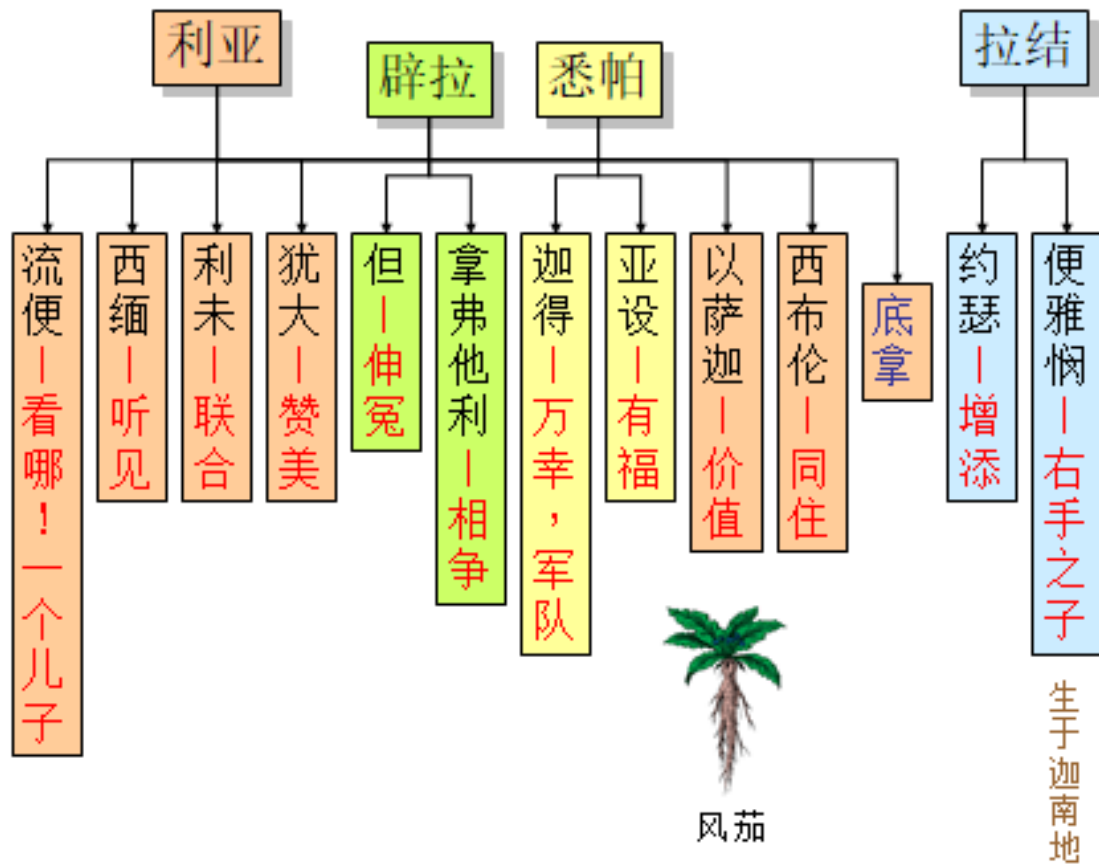 利亚
辟拉
悉帕
拉结
流便－看哪！一个儿子
西缅－听见
利未－联合
犹大－赞美
但－伸冤
拿弗他利－相争
迦得－万幸，军队
亚设－有福
以萨迦－价值
西布伦－同住
底拿
约瑟－增添
便雅悯－右手之子
生于迦南地
风茄